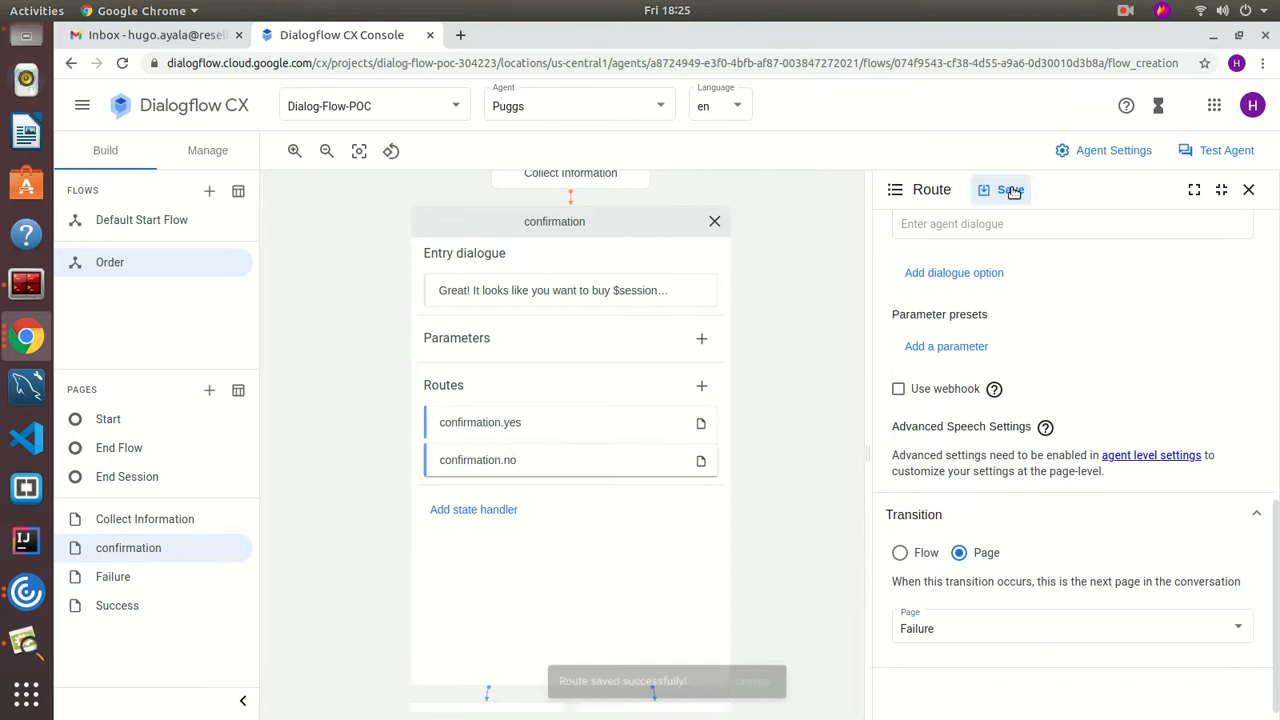 Activities
Google Chrome
Fri 18:25
Inbox - hugo.ayala@resell
Dialogflow CX Console
dialogflow.cloud.google.com/cx/projects/dialog-flow-poc-304223/locations/us-central1/agents/a8724949-e3f0-4bfb-af87-003847272021/flows/074f9543-cf38-4d55-a9a6-0d30010d3b8a/flow_creation
H
Dialogflow CX
Dialog-Flow-POC
Agent
Puggs
Language
en
H
Build
Manage
Agent Settings
Test Agent
FLOWS
Default Start Flow
Order
PAGES
Start
End Flow
End Session
Collect Information
confirmation
Failure
Success
Collect Information
confirmation
Entry dialogue
Great! It looks like you want to buy $session…
Parameters
Routes
confirmation.yes
confirmation.no
Add state handler
Route saved successfully!
Dismiss
Route
Save
Enter agent dialogue
Add dialogue option
Parameter presets
Add a parameter
Use webhook
Advanced Speech Settings
Advanced settings need to be enabled in agent level settings to
customize your settings at the page-level.
Transition
Flow
Page
When this transition occurs, this is the next page in the conversation
Page
Failure